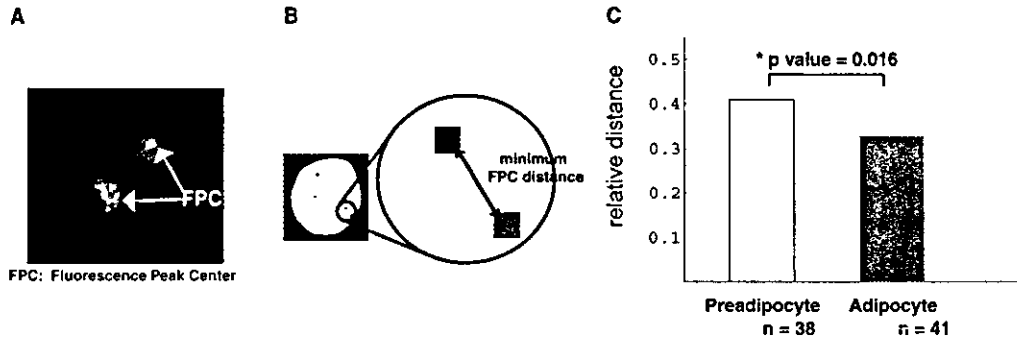 A
FPC
FPC: Fluorescence Peak Center
B
minimum
FPC distance
C
* p value = 0.016
relative distance
0.5
0.4
0.3
0.2
0.1
Preadipocyte
n = 38
Adipocyte
n = 41